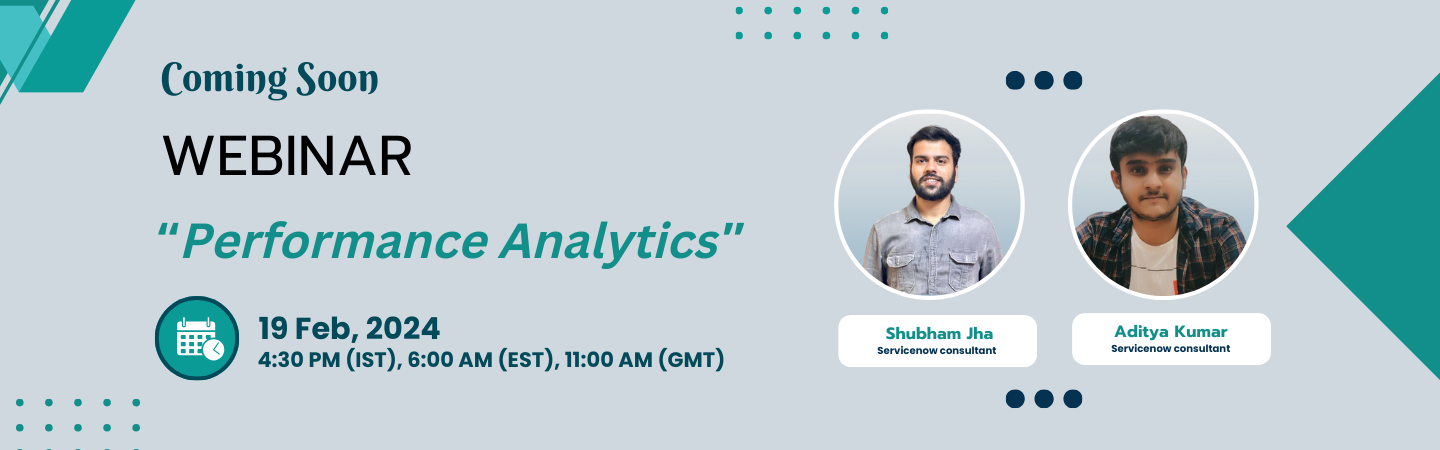 Coming Soon
WEBINAR
“Performance Analytics”
19 Feb, 2024
4:30 PM (IST), 6:00 AM (EST), 11:00 AM (GMT)
Shubham Jha
Servicenow consultant
Aditya Kumar
Servicenow consultant